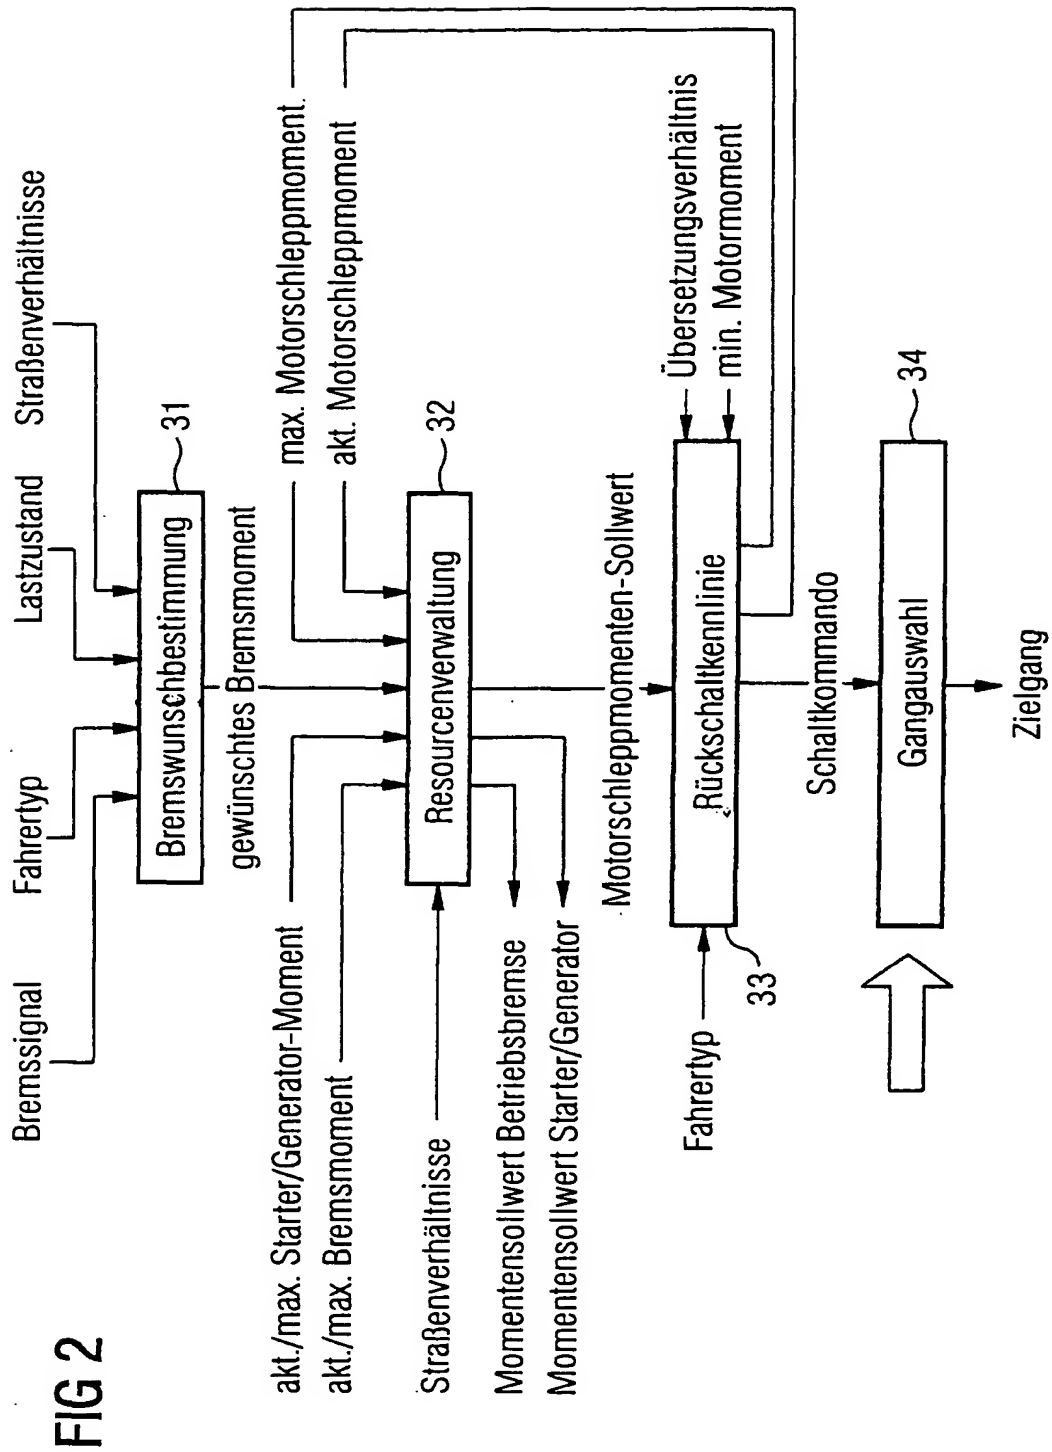 FIG 2
Bremssignal
Fahrertyp
Lastzustand
Straßenverhältnisse
Bremswunschbestimmung
31
gewünschtes Bremsmoment
akt./max. Starter/Generator-Moment
akt./max. Bremsmoment
max. Motorschleppmoment.
akt. Motorschleppmoment
Straßenverhältnisse
Resourcenverwaltung
32
Momentensollwert Betriebsbremse
Momentensollwert Starter/Generator
Motorschleppmomenten-Sollwert
Übersetzungsverhältnis
min. Motormoment
Fahrertyp
Rückschaltkennlinie
33
Schaltkommando
Gangauswahl
34
Zielgang